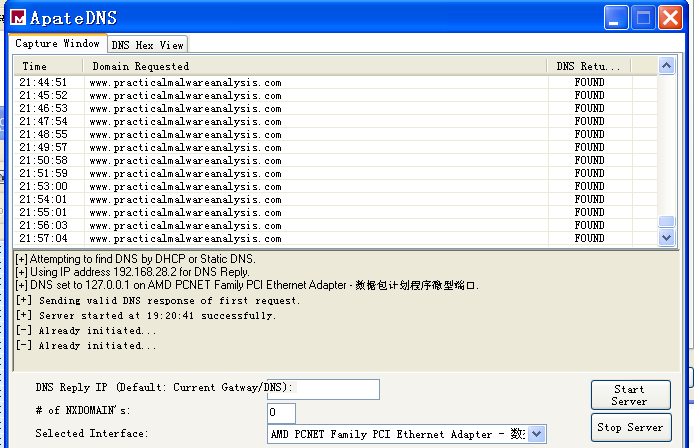 ApateDNS
Capture Window DNS Hex View
Time Domain Requested DNS Retu...
21:44:51 www.practicalmalwareanalysis.com FOUND
21:45:52 www.practicalmalwareanalysis.com FOUND
21:46:53 www.practicalmalwareanalysis.com FOUND
21:47:54 www.practicalmalwareanalysis.com FOUND
21:48:55 www.practicalmalwareanalysis.com FOUND
21:49:57 www.practicalmalwareanalysis.com FOUND
21:50:58 www.practicalmalwareanalysis.com FOUND
21:51:59 www.practicalmalwareanalysis.com FOUND
21:53:00 www.practicalmalwareanalysis.com FOUND
21:54:01 www.practicalmalwareanalysis.com FOUND
21:55:01 www.practicalmalwareanalysis.com FOUND
21:56:03 www.practicalmalwareanalysis.com FOUND
21:57:04 www.practicalmalwareanalysis.com FOUND
[+] Attempting to find DNS by DHCP or Static DNS.
[+] Using IP address 192.168.28.2 for DNS Reply.
[+] DNS set to 127.0.0.1 on AMD PCNET Family PCI Ethernet Adapter - 数据包计划程序微型端口.
[+] Sending valid DNS response of first request.
[+] Server started at 19:20:41 successfully.
[-] Already initiated...
[-] Already initiated...
DNS Reply IP (Default: Current Gatway/DNS):
# of NXDOMAIN's: 0
Selected Interface: AMD PCNET Family PCI Ethernet Adapter - 数
Start Server
Stop Server